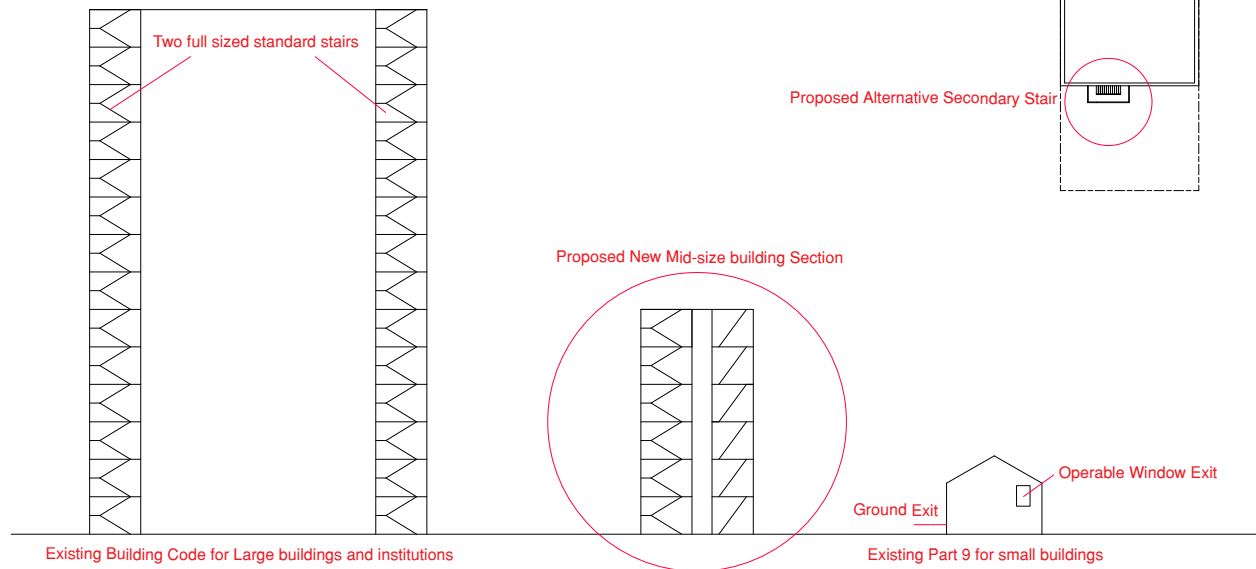 Two full sized standard stairs
Proposed Alternative Secondary Stair
Proposed New Mid-size building Section
Operable Window Exit
Ground Exit
Existing Building Code for Large buildings and institutions
Existing Part 9 for small buildings